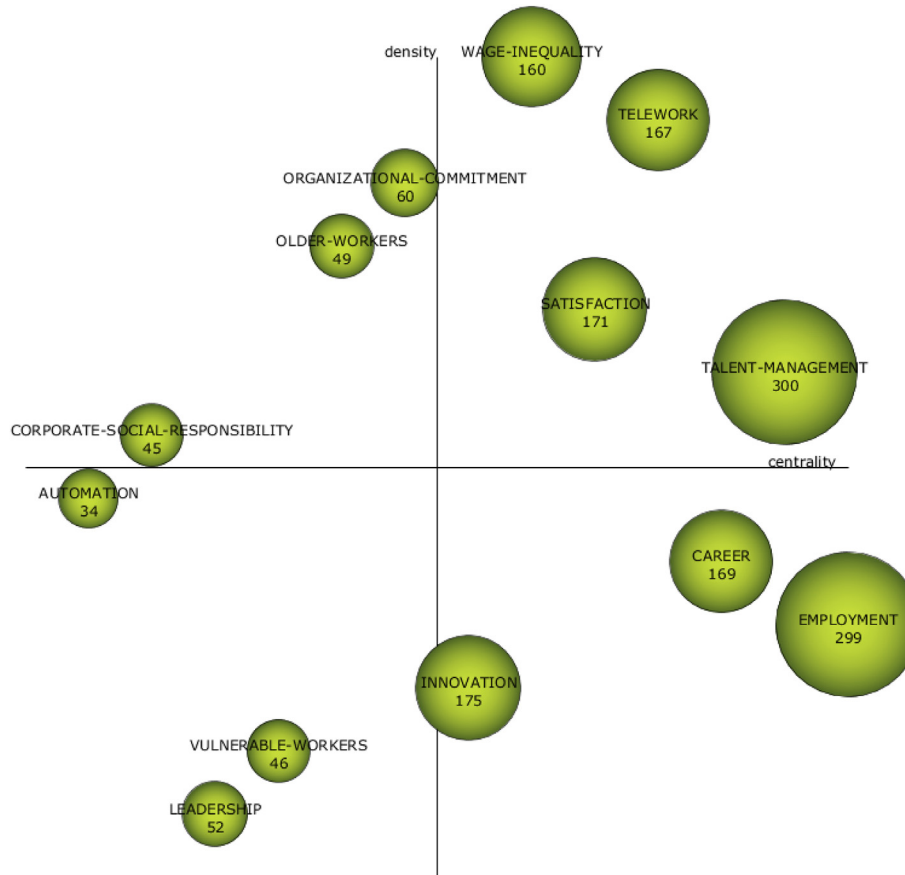 density
WAGE-INEQUALITY
160
TELEWORK
167
ORGANIZATIONAL-COMMITMENT
60
OLDER-WORKERS
49
SATISFACTION
171
TALENT-MANAGEMENT
300
CORPORATE-SOCIAL-RESPONSIBILITY
45
centrality
AUTOMATION
34
CAREER
169
EMPLOYMENT
299
INNOVATION
175
VULNERABLE-WORKERS
46
LEADERSHIP
52